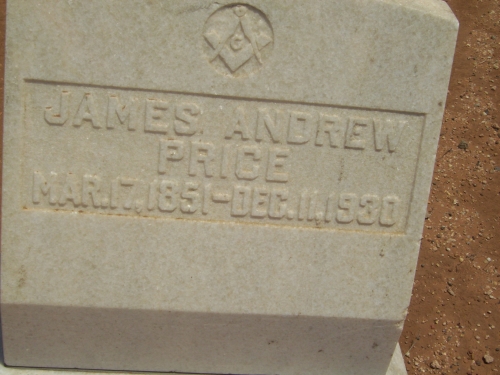 G
JAMES ANDREW
PRICE
MAR.17,1851-DEC.11,1930